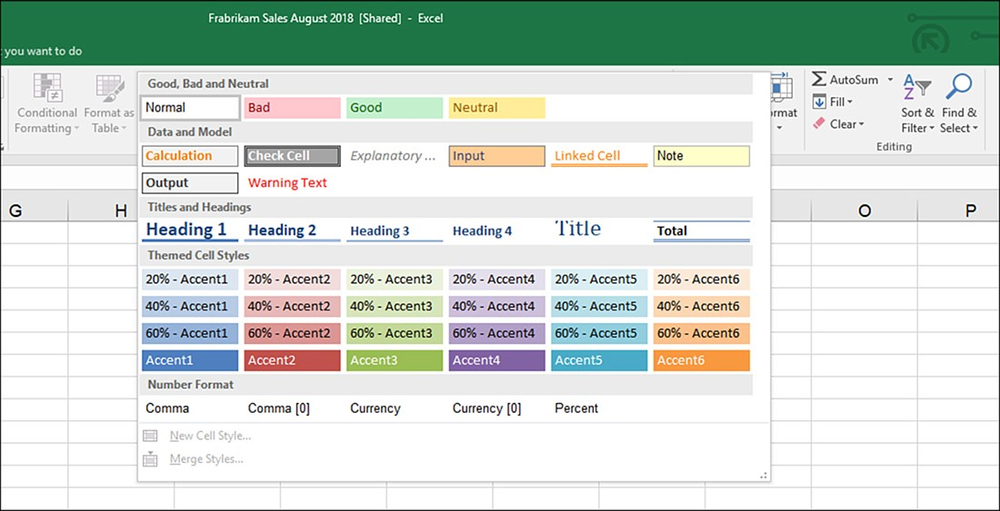 Frabrikam Sales August 2018 [Shared] - Excel
you want to do
Good, Bad and Neutral
Normal Bad Good Neutral
Data and Model
Calculation Check Cell Explanatory ... Input Linked Cell Note
Output Warning Text
Titles and Headings
Heading 1 Heading 2 Heading 3 Heading 4 Title Total
Themed Cell Styles
20% - Accent1 20% - Accent2 20% - Accent3 20% - Accent4 20% - Accent5 20% - Accent6
40% - Accent1 40% - Accent2 40% - Accent3 40% - Accent4 40% - Accent5 40% - Accent6
60% - Accent1 60% - Accent2 60% - Accent3 60% - Accent4 60% - Accent5 60% - Accent6
Accent1 Accent2 Accent3 Accent4 Accent5 Accent6
Number Format
Comma Comma [0] Currency Currency [0] Percent
New Cell Style...
Merge Styles...
Conditional
Formatting
Format as
Table
ormat
AutoSum
Fill
Clear
Sort &
Filter
Find &
Select
Editing
G H O P